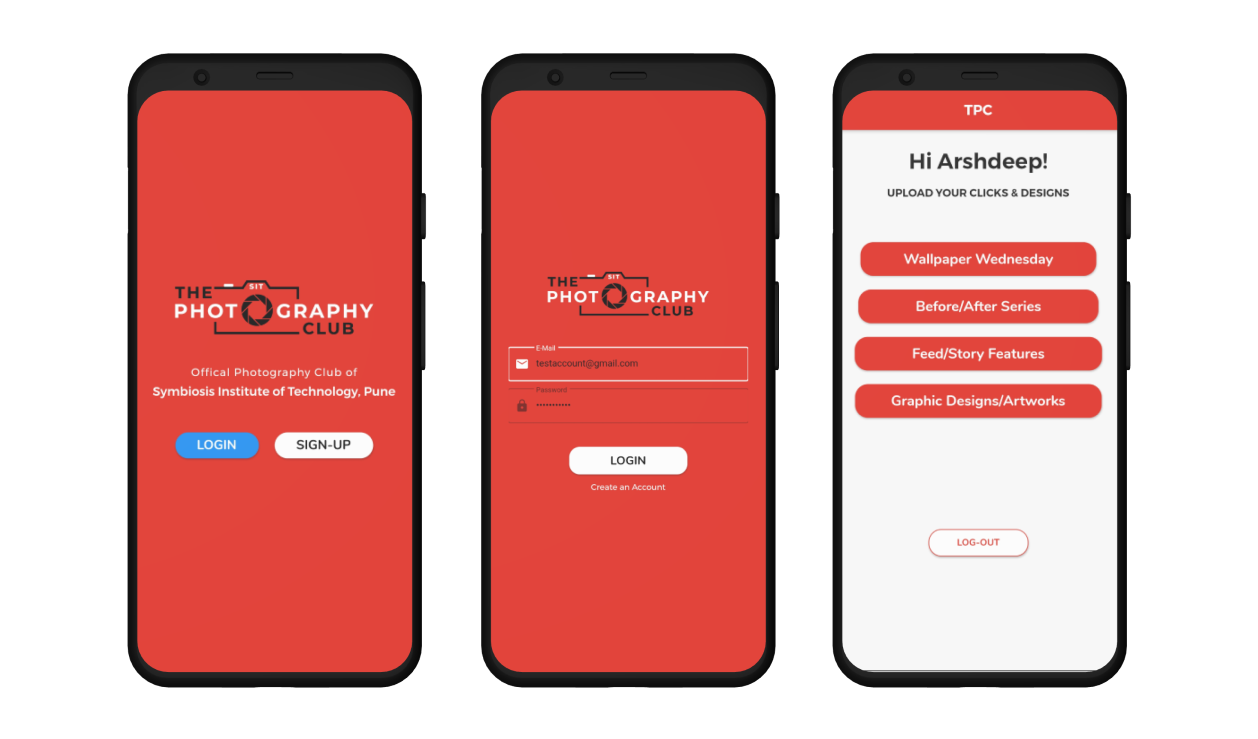 SIT
THE
PHOTOGRAPHY
CLUB
Offical Photography Club of
Symbiosis Institute of Technology, Pune
LOGIN
SIGN-UP
SIT
THE
PHOTOGRAPHY
CLUB
E-Mail
testaccount@gmail.com
Password
•••••••••••
LOGIN
Create an Account
TPC
Hi Arshdeep!
UPLOAD YOUR CLICKS & DESIGNS
Wallpaper Wednesday
Before/After Series
Feed/Story Features
Graphic Designs/Artworks
LOG-OUT